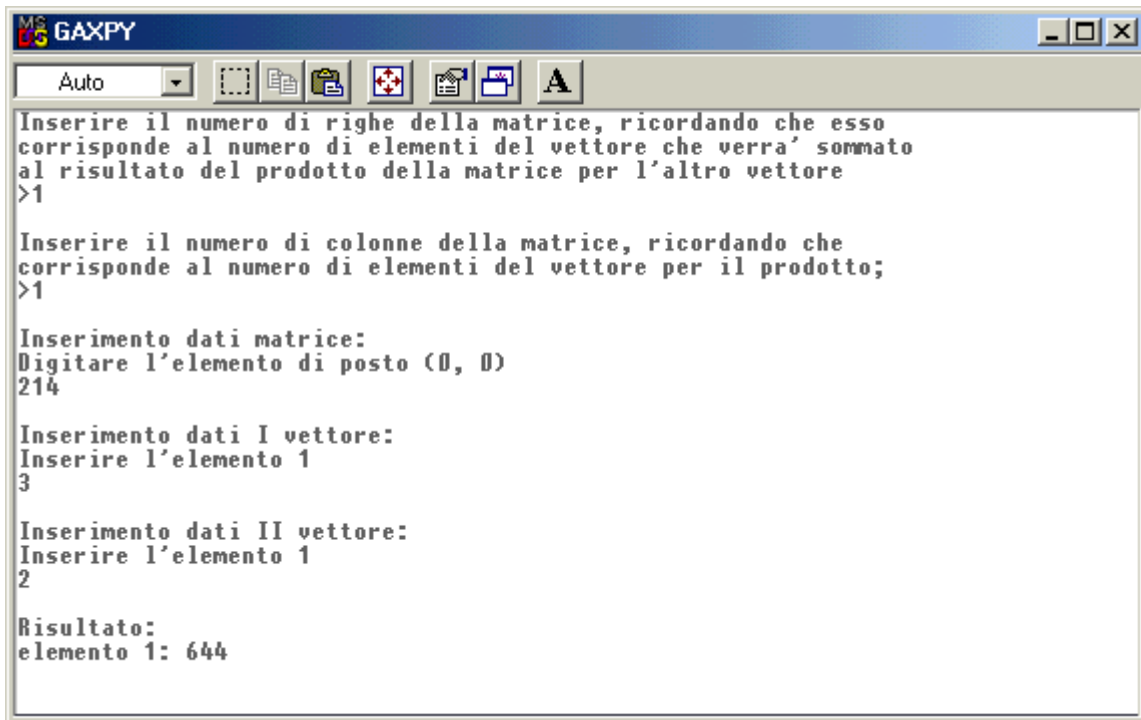 GAXPY
Auto
A
Inserire il numero di righe della matrice, ricordando che esso
corrisponde al numero di elementi del vettore che verra' sommato
al risultato del prodotto della matrice per l'altro vettore
>1
Inserire il numero di colonne della matrice, ricordando che
corrisponde al numero di elementi del vettore per il prodotto;
>1
Inserimento dati matrice:
Digitare l'elemento di posto (0, 0)
214
Inserimento dati I vettore:
Inserire l'elemento 1
3
Inserimento dati II vettore:
Inserire l'elemento 1
2
Risultato:
elemento 1: 644